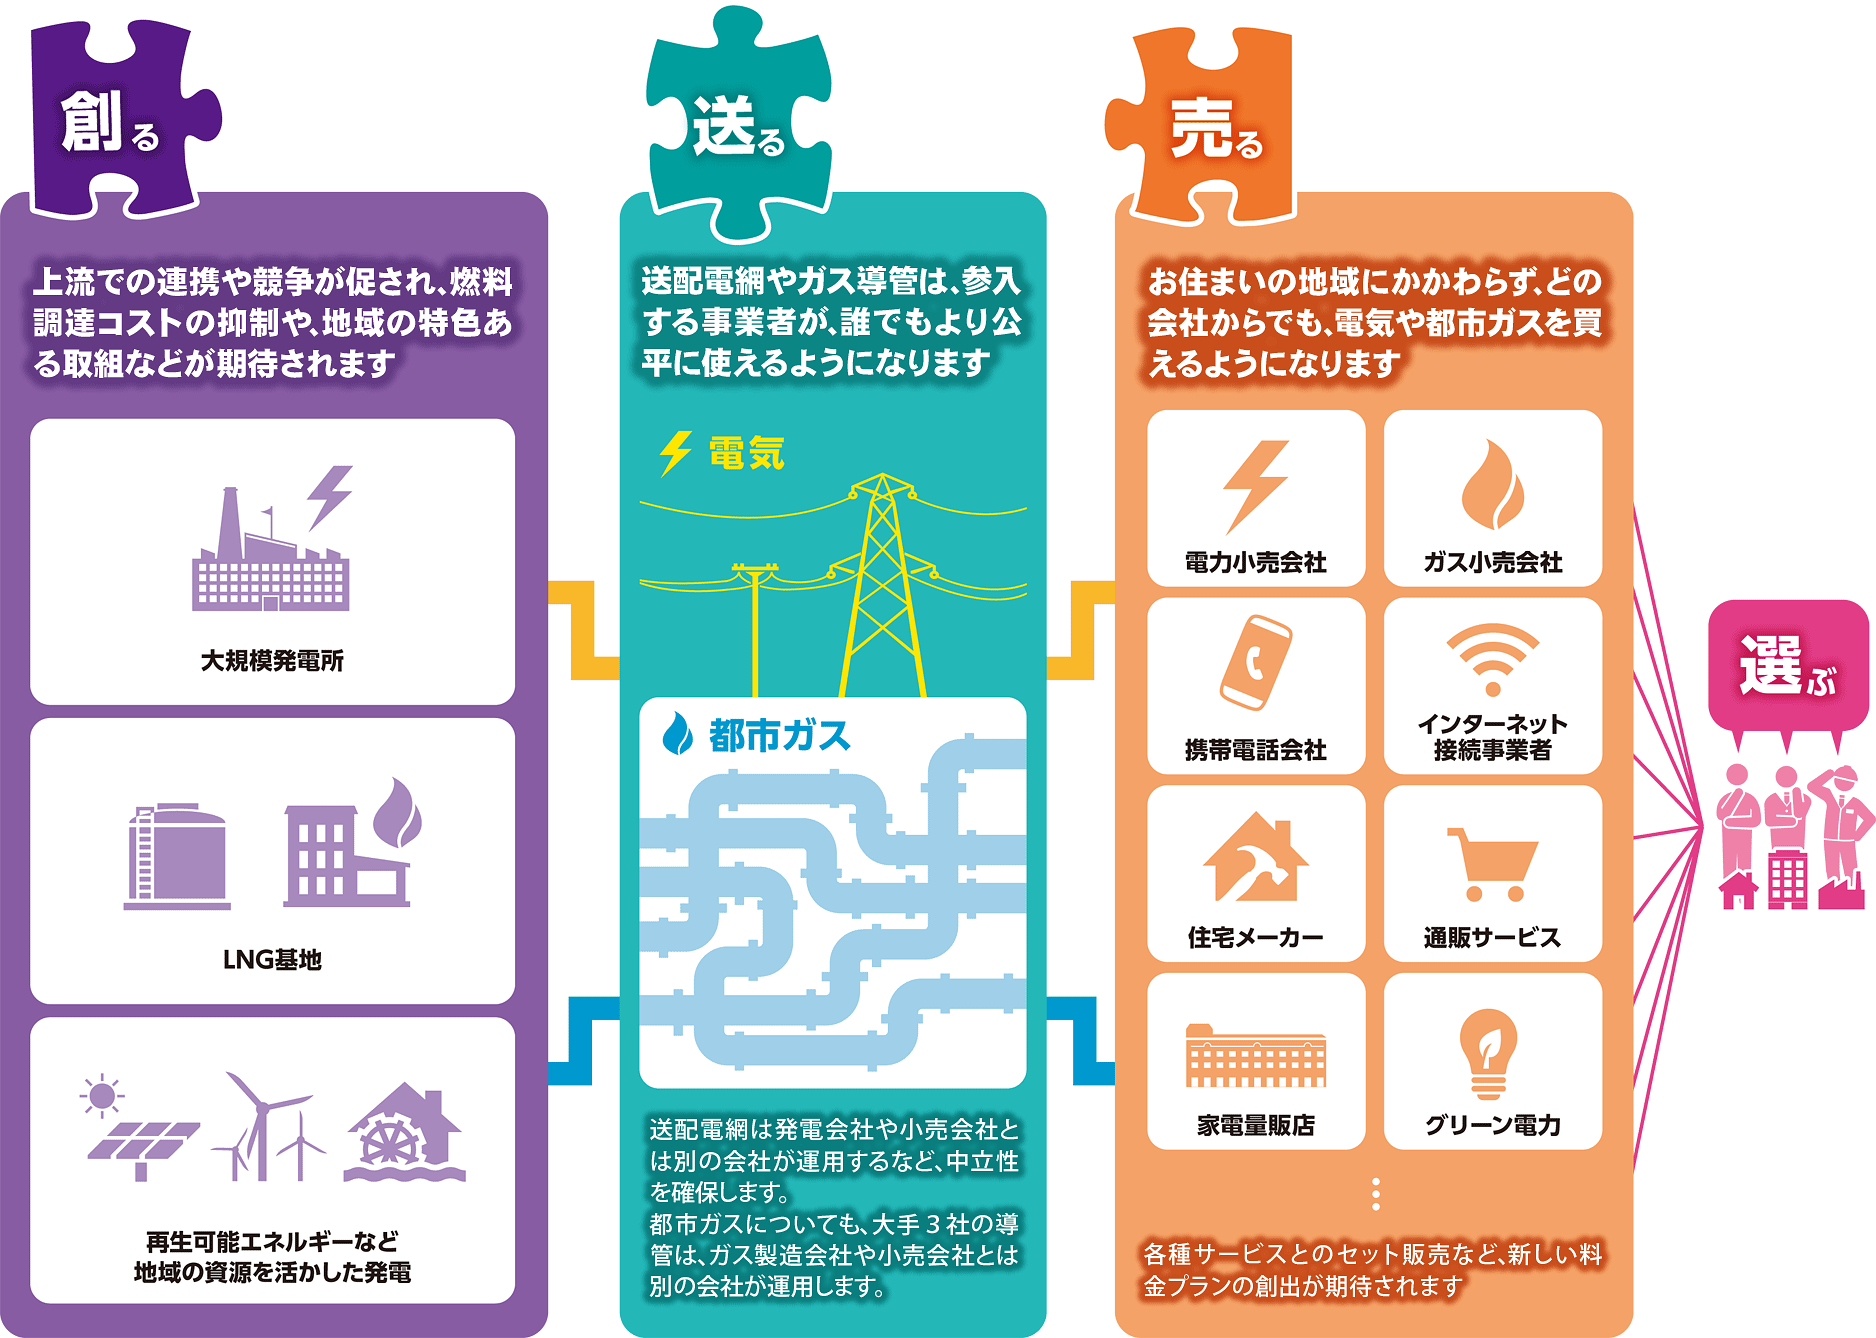 創る
上流での連携や競争が促され、燃料
調達コストの抑制や、地域の特色あ
る取組などが期待されます
大規模発電所
LNG基地
再生可能エネルギーなど
地域の資源を活かした発電
送る
送配電網やガス導管は、参入
する事業者が、誰でもより公
平に使えるようになります
電気
都市ガス
送配電網は発電会社や小売会社と
は別の会社が運用するなど、中立性
を確保します。
都市ガスについても、大手3社の導
管は、ガス製造会社や小売会社とは
別の会社が運用します。
売る
お住まいの地域にかかわらず、どの
会社からでも、電気や都市ガスを買
えるようになります
電力小売会社
ガス小売会社
携帯電話会社
インターネット
接続事業者
住宅メーカー
通販サービス
家電量販店
グリーン電力
各種サービスとのセット販売など、新しい料
金プランの創出が期待されます
選ぶ